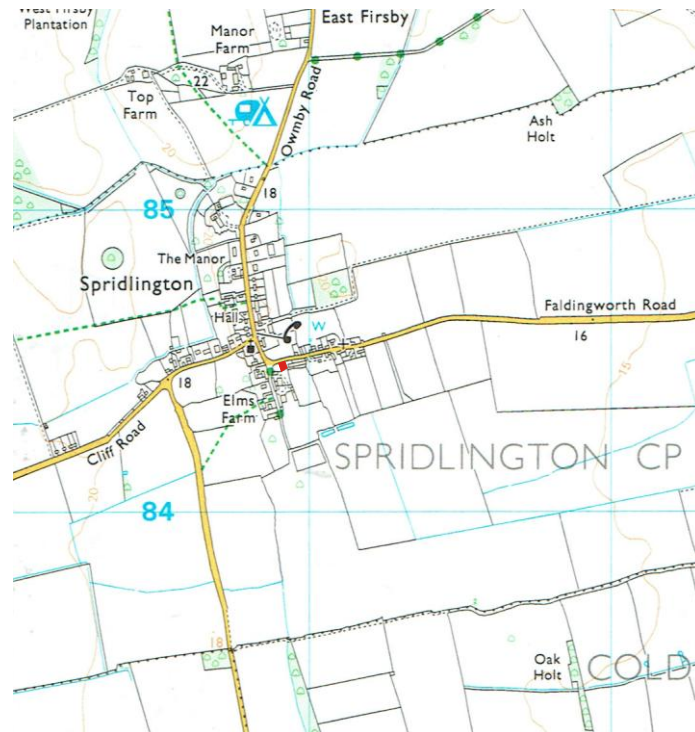 West Firsby
Plantation
Manor
Farm
East Firsby
22
Top
Farm
Ownby Road
20
Ash
Holt
18
85
The Manor
20
Spridlington
Hall
W
Faldingworth Road
16
18
15
Elms
Farm
Cliff Road
SPRIDLINGTON CP
20
84
18
Oak
Holt
COLD